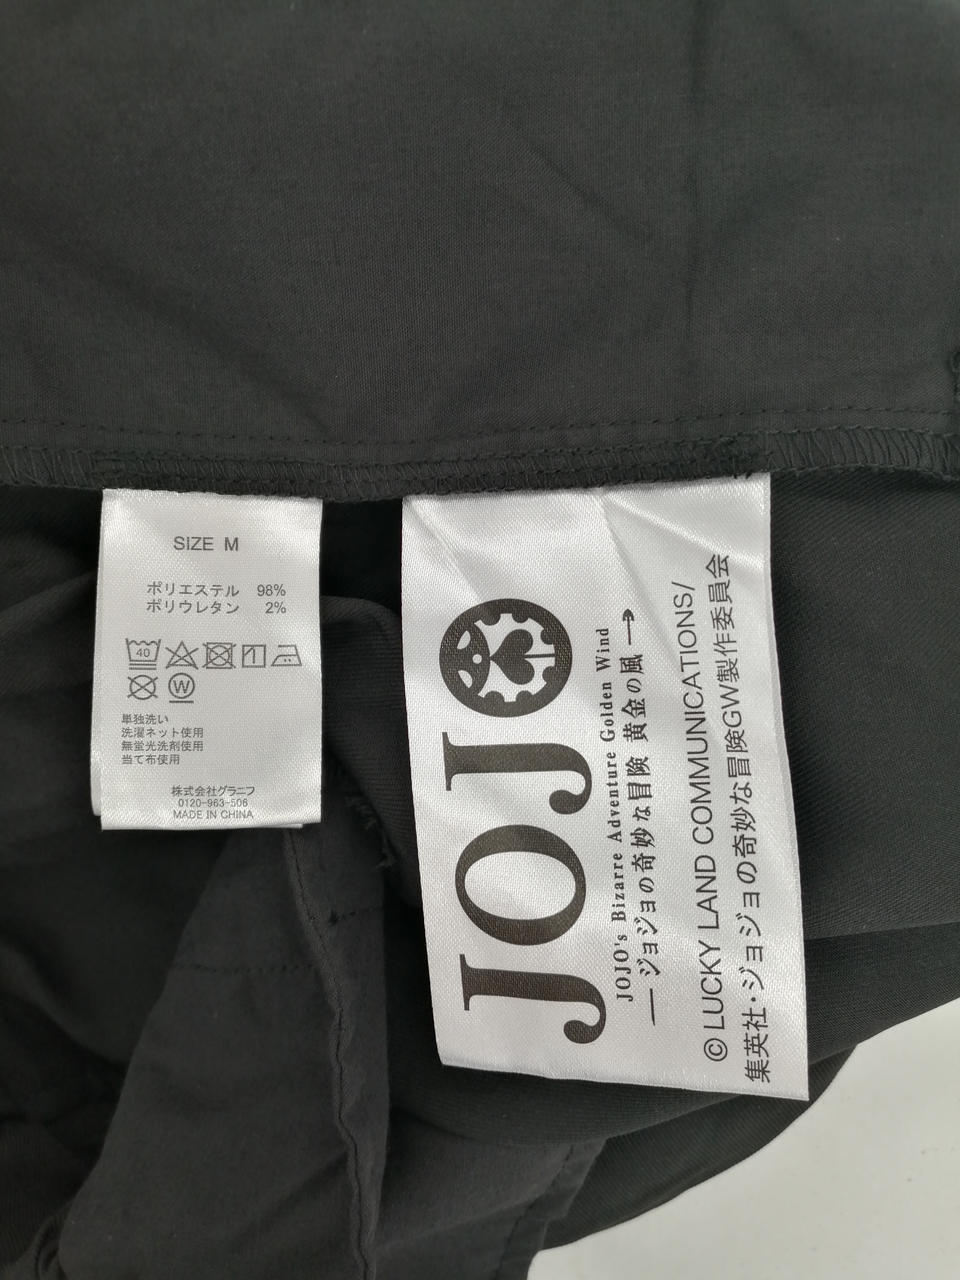 SIZE M
ポリエステル 98%
ポリウレタン 2%
40
W
単独洗い
洗濯ネット使用
無蛍光洗剤使用
当て布使用
株式会社グラニフ
0120-963-506
MADE IN CHINA
JOJO
JOJO's Bizarre Adventure Golden Wind
ジョジョの奇妙な冒険 黄金の風
© LUCKY LAND COMMUNICATIONS/
集英社・ジョジョの奇妙な冒険GW製作委員会